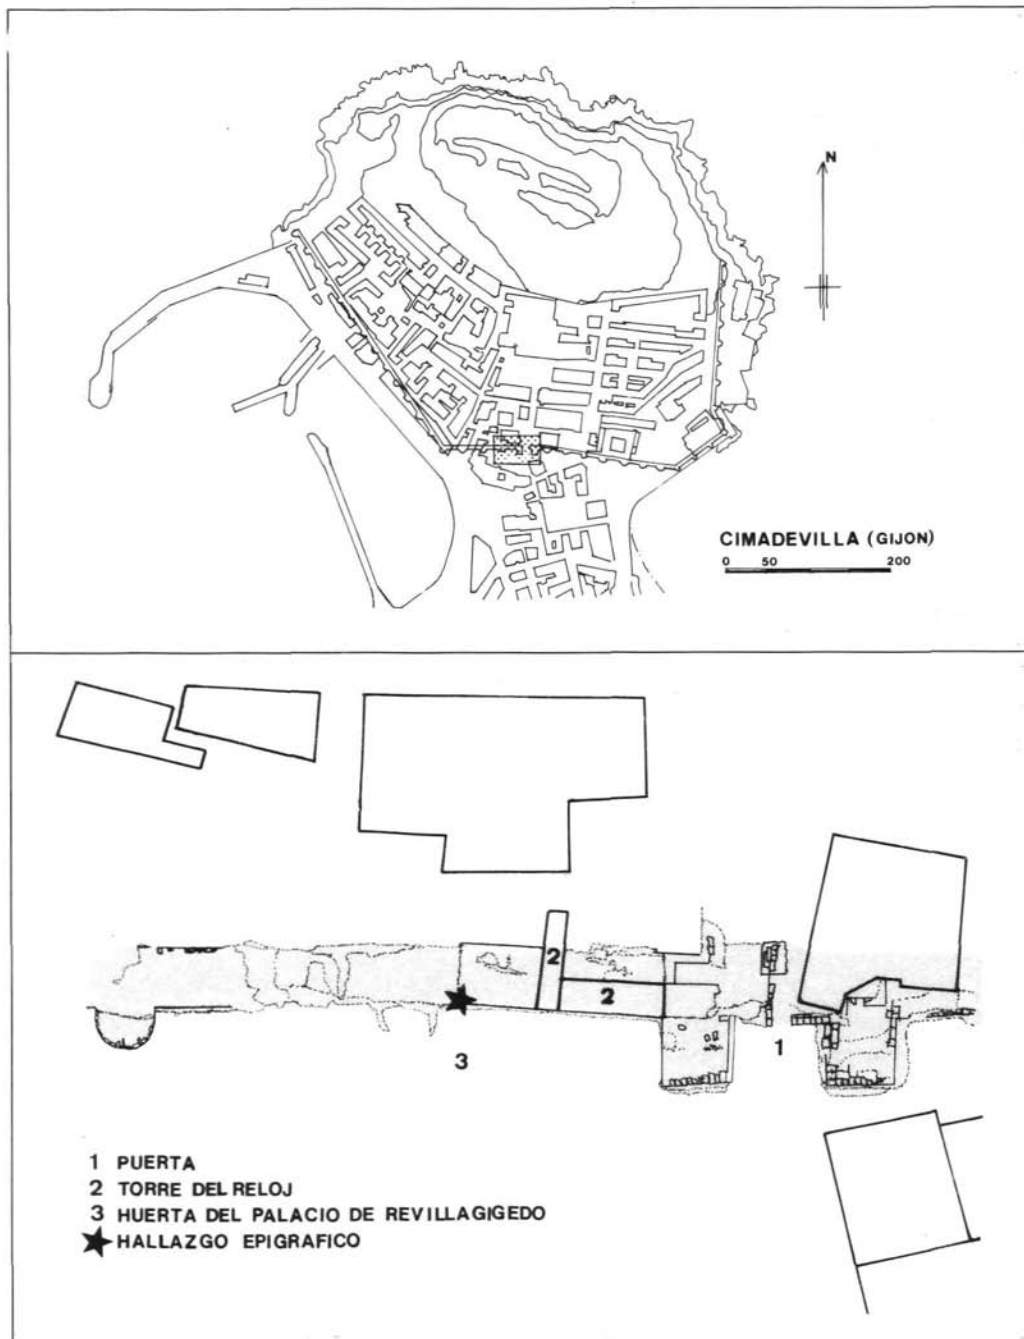 N
CIMADEVILLA (GIJON)
0 50 200
2
2
1
3
1 PUERTA
2 TORRE DEL RELOJ
3 HUERTA DEL PALACIO DE REVILLAGIGEDO
HALLAZGO EPIGRAFICO